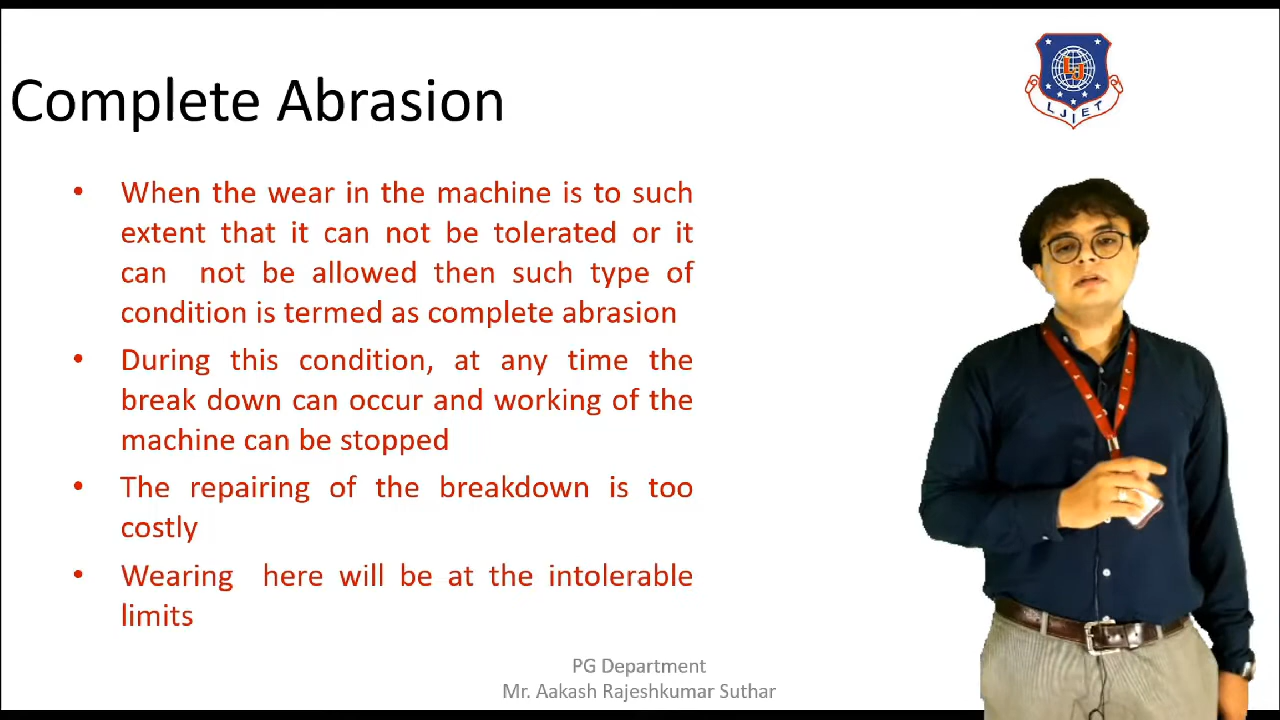 Complete Abrasion
LJ
LJIET
• When the wear in the machine is to such
extent that it can not be tolerated or it
can not be allowed then such type of
condition is termed as complete abrasion
• During this condition, at any time the
break down can occur and working of the
machine can be stopped
• The repairing of the breakdown is too
costly
• Wearing here will be at the intolerable
limits
PG Department
Mr. Aakash Rajeshkumar Suthar